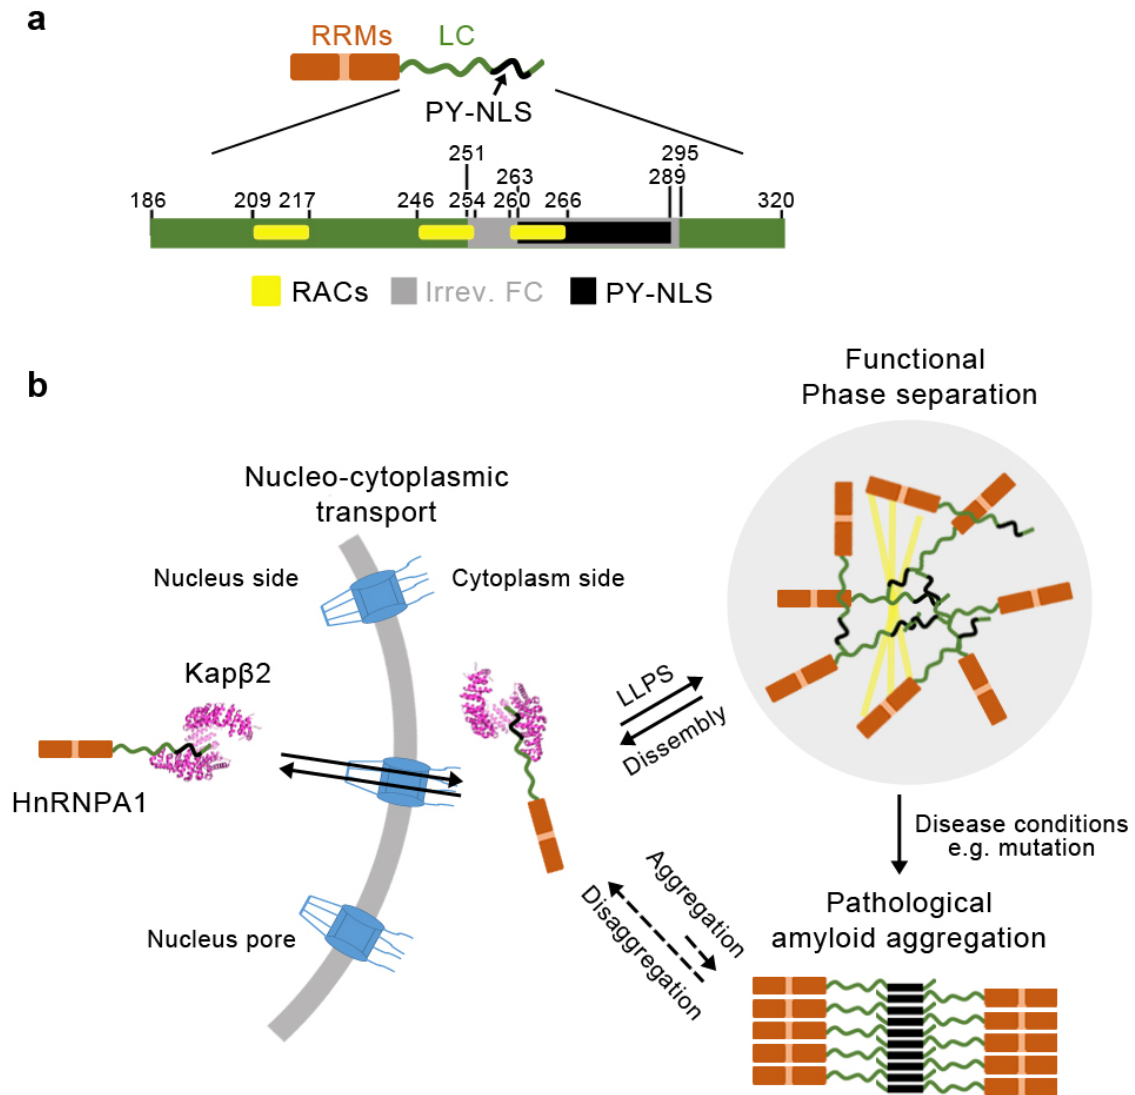 a
RRMs
LC
PY-NLS
251
295
263
289
186
209
217
246
254
260
266
320
RACs
Irrev. FC
PY-NLS
b
Functional
Phase separation
Nucleo-cytoplasmic
transport
Nucleus side
Cytoplasm side
Kapβ2
HnRNPA1
LLPS
Dissembly
Disease conditions
e.g. mutation
Aggregation
Disaggregation
Nucleus pore
Pathological
amyloid aggregation